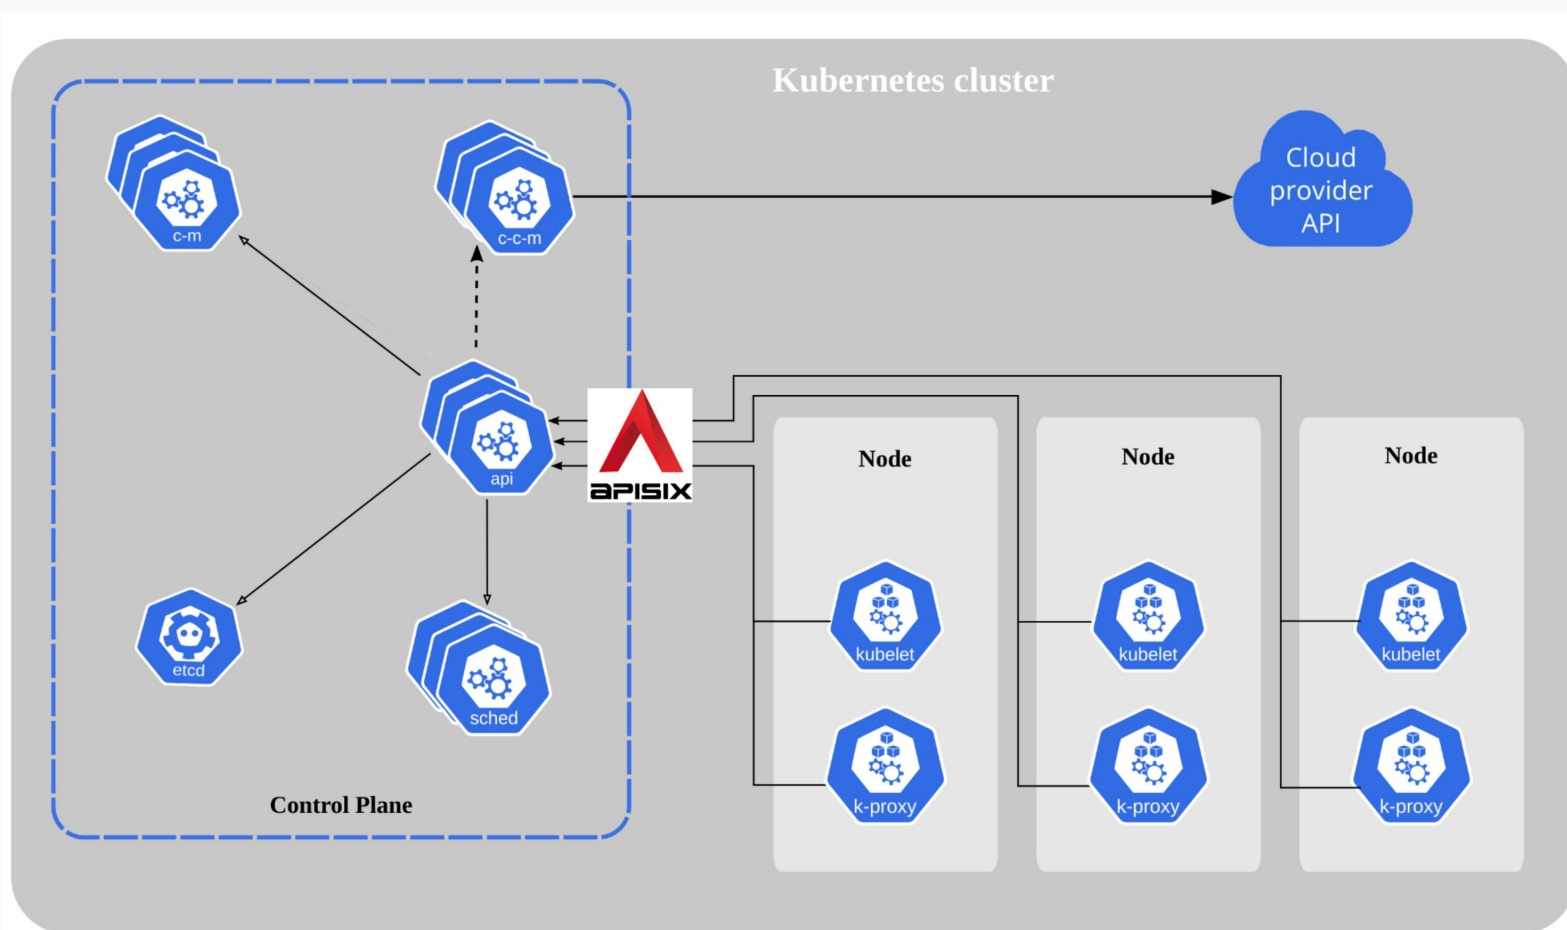 Kubernetes cluster
Cloud
provider
API
c-m
c-c-m
api
APISIX
Node
Node
Node
kubelet
kubelet
kubelet
etcd
sched
k-proxy
k-proxy
k-proxy
Control Plane